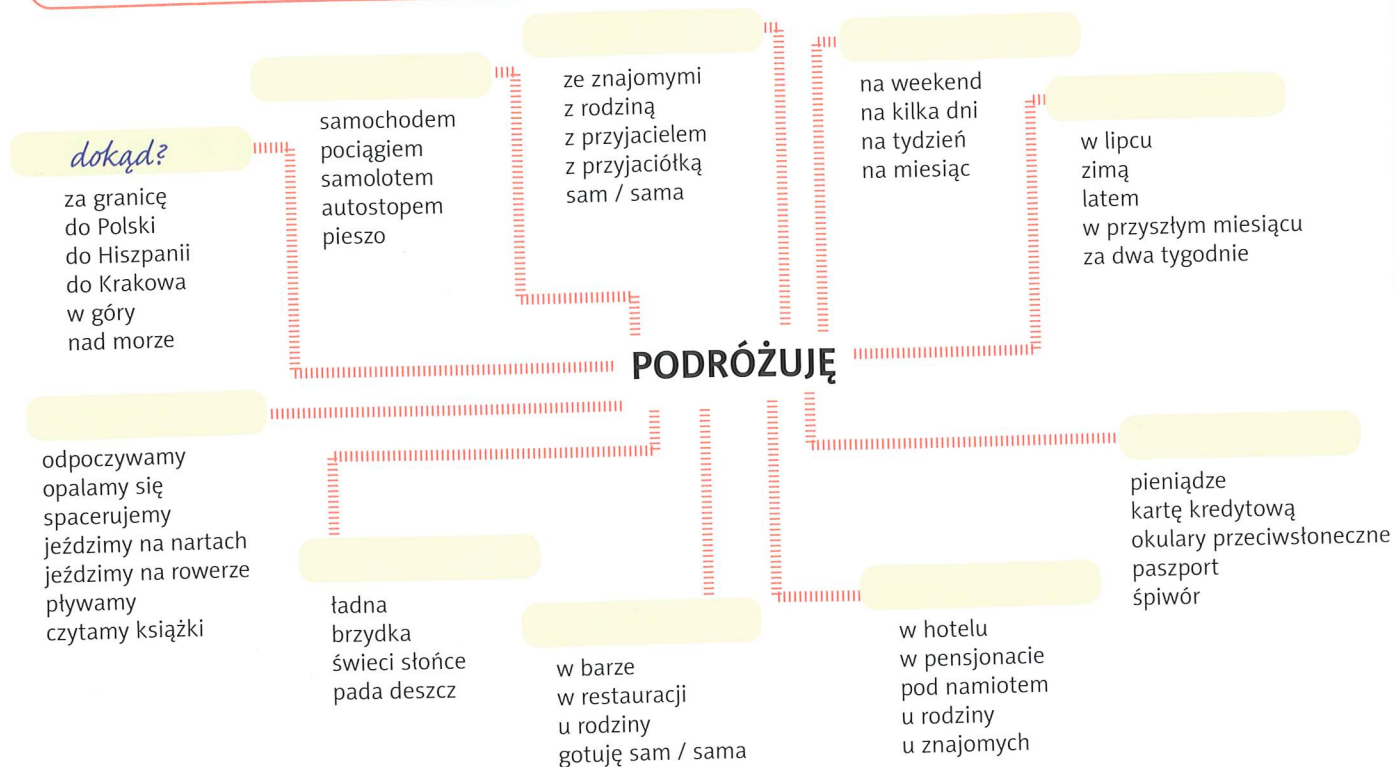 dokąd?
za granicę
do Polski
do Hiszpanii
do Krakowa
w góry
nad morze
samochodem
pociągiem
samolotem
autostopem
pieszo
ze znajomymi
z rodziną
z przyjacielem
z przyjaciółką
sam / sama
na weekend
na kilka dni
na tydzień
na miesiąc
w lipcu
zimą
latem
w przyszłym miesiącu
za dwa tygodnie
PODRÓŻUJĘ
odpoczywamy
opalamy się
spacerujemy
jeździmy na nartach
jeździmy na rowerze
pływamy
czytamy książki
ładna
brzydka
świeci słońce
pada deszcz
w barze
w restauracji
u rodziny
gotuję sam / sama
w hotelu
w pensjonacie
pod namiotem
u rodziny
u znajomych
pieniądze
kartę kredytową
okulary przeciwsłoneczne
paszport
śpiwór